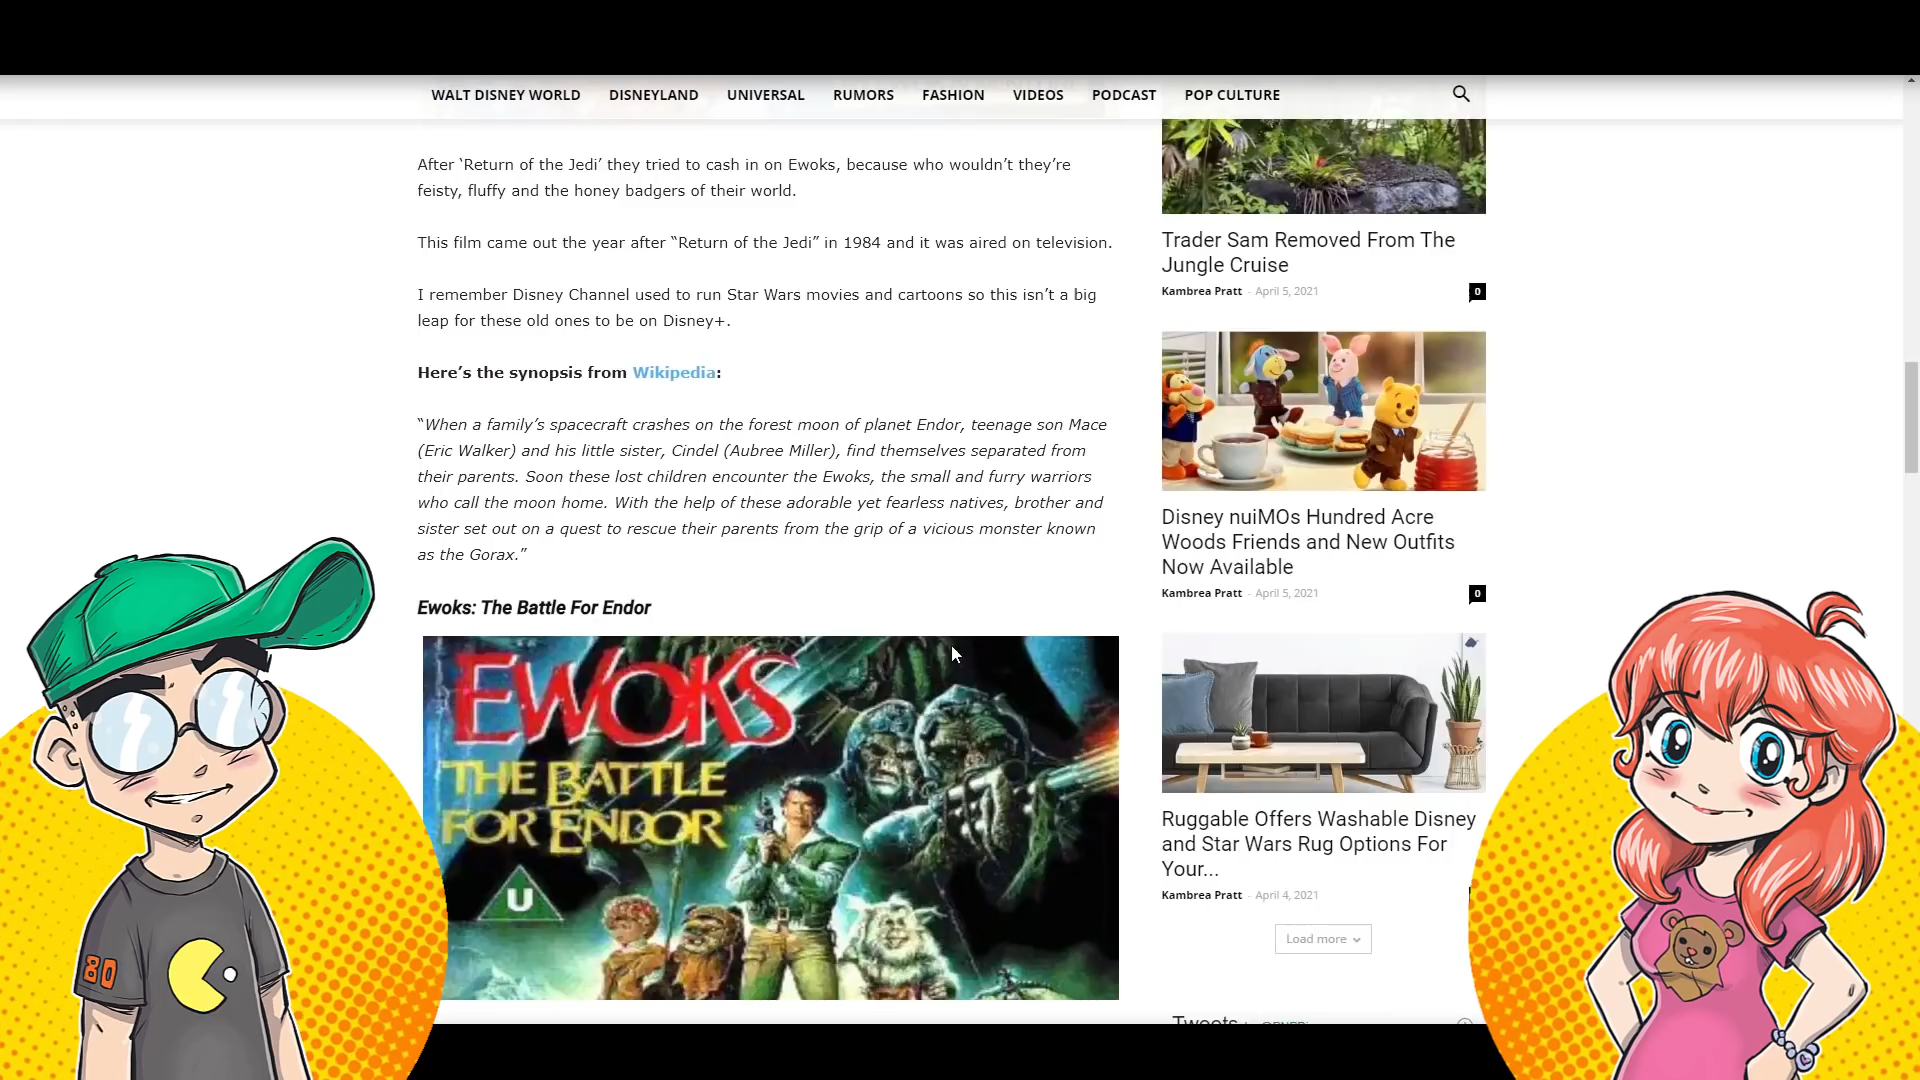 WALT DISNEY WORLD DISNEYLAND UNIVERSAL RUMORS FASHION VIDEOS PODCAST POP CULTURE
After ‘Return of the Jedi’ they tried to cash in on Ewoks, because who wouldn’t they’re
feisty, fluffy and the honey badgers of their world.
This film came out the year after “Return of the Jedi” in 1984 and it was aired on television.
I remember Disney Channel used to run Star Wars movies and cartoons so this isn’t a big
leap for these old ones to be on Disney+.
Here’s the synopsis from Wikipedia:
“When a family’s spacecraft crashes on the forest moon of planet Endor, teenage son Mace
(Eric Walker) and his little sister, Cindel (Aubree Miller), find themselves separated from
their parents. Soon these lost children encounter the Ewoks, the small and furry warriors
who call the moon home. With the help of these adorable yet fearless natives, brother and
sister set out on a quest to rescue their parents from the grip of a vicious monster known
as the Gorax.”
Ewoks: The Battle For Endor
EWOKS
THE BATTLE
FOR ENDOR
U
80
Trader Sam Removed From The
Jungle Cruise
Kambrea Pratt - April 5, 2021 0
Disney nuiMOs Hundred Acre
Woods Friends and New Outfits
Now Available
Kambrea Pratt - April 5, 2021 0
Ruggable Offers Washable Disney
and Star Wars Rug Options For
Your...
Kambrea Pratt - April 4, 2021
Load more
Tweets